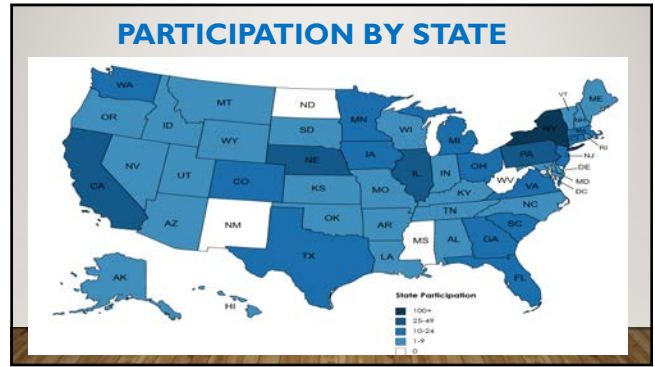 PARTICIPATION BY STATE
WA
MT
ND
MN
VT
ME
OR
ID
SD
WI
MI
NY
NH
WY
RI
NV
NE
IA
PA
NJ
IL
IN
OH
DE
CA
UT
CO
WV
VA
MD
DC
KS
MO
KY
NC
AZ
NM
OK
AR
TN
SC
MS
AL
GA
TX
LA
FL
AK
HI
State Participation
100+
25-49
10-24
1-9
0